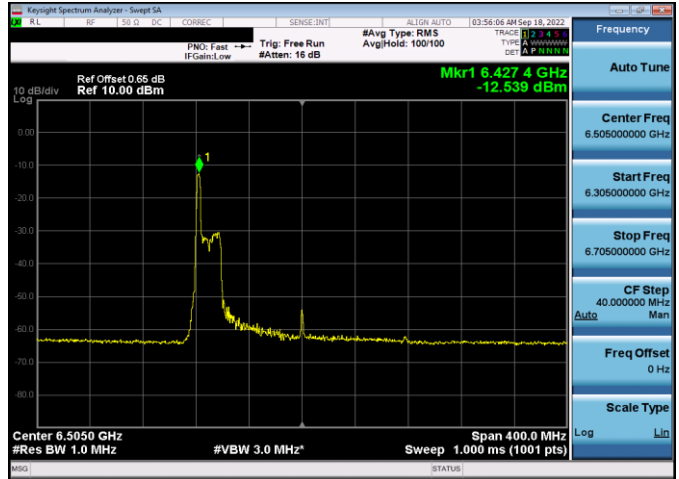 Keysight Spectrum Analyzer - Swept SA
RL RF 50 Ω DC CORREC SENSE:INT ALIGN AUTO 03:56:06 AM Sep 18, 2022
PNO: Fast
IFGain:Low
Trig: Free Run
#Atten: 16 dB
#Avg Type: RMS
Avg|Hold: 100/100
TRACE 1 2 3 4 5 6
TYPE A WWWWW
DET A P N N N N
Ref Offset 0.65 dB
10 dB/div Ref 10.00 dBm
Log
Mkr1 6.427 4 GHz
-12.539 dBm
0.00
-10.0
-20.0
-30.0
-40.0
-50.0
-60.0
-70.0
-80.0
1
Center 6.5050 GHz Span 400.0 MHz
#Res BW 1.0 MHz #VBW 3.0 MHz* Sweep 1.000 ms (1001 pts)
MSG STATUS
Frequency
Auto Tune
Center Freq
6.505000000 GHz
Start Freq
6.305000000 GHz
Stop Freq
6.705000000 GHz
CF Step
40.000000 MHz
Auto Man
Freq Offset
0 Hz
Scale Type
Log Lin